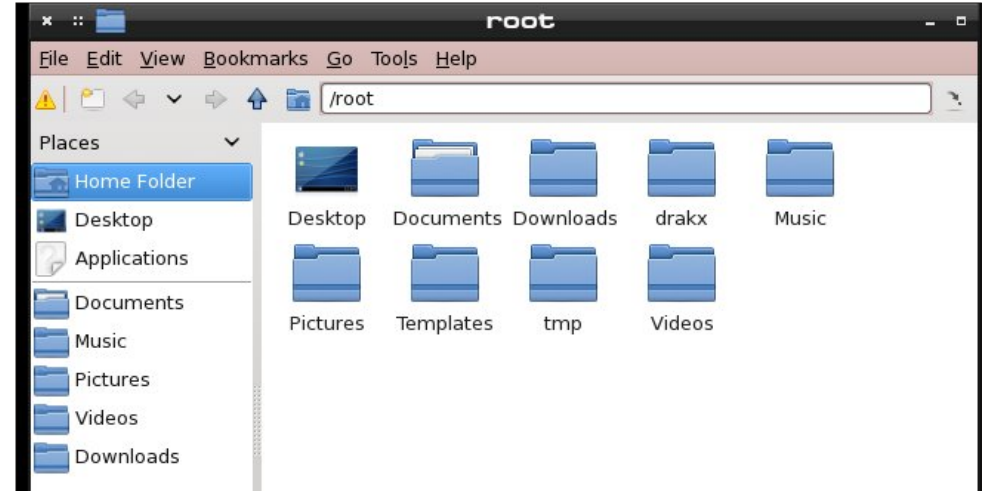 root
File Edit View Bookmarks Go Tools Help
/root
Places
Home Folder
Desktop
Applications
Documents
Music
Pictures
Videos
Downloads
Desktop Documents Downloads drakx Music
Pictures Templates tmp Videos